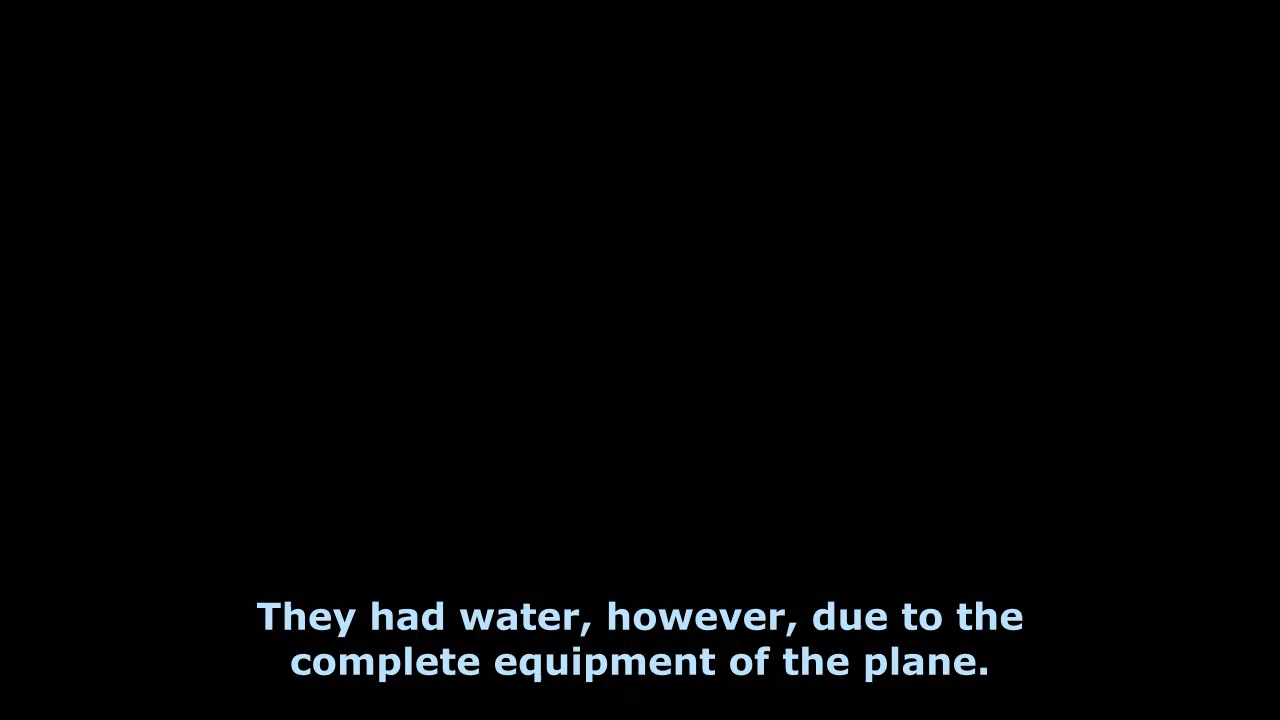 They had water, however, due to the
complete equipment of the plane.